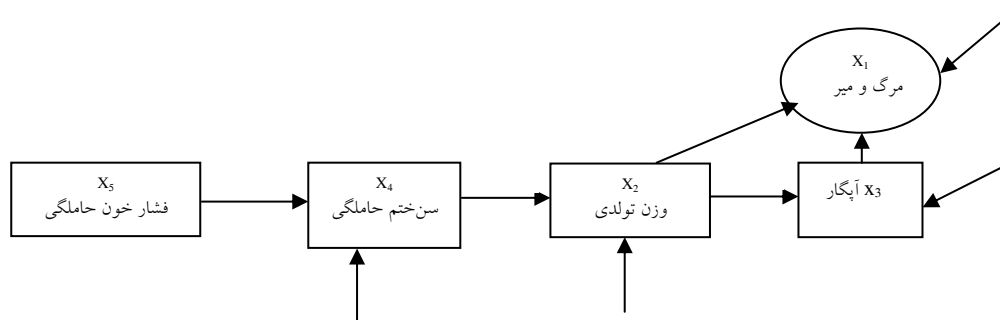 X₁
مرگ و میر
X₅
فشار خون حاملگی
X₄
سن‌ختم حاملگی
X₂
وزن تولدی
X₃ آپگار